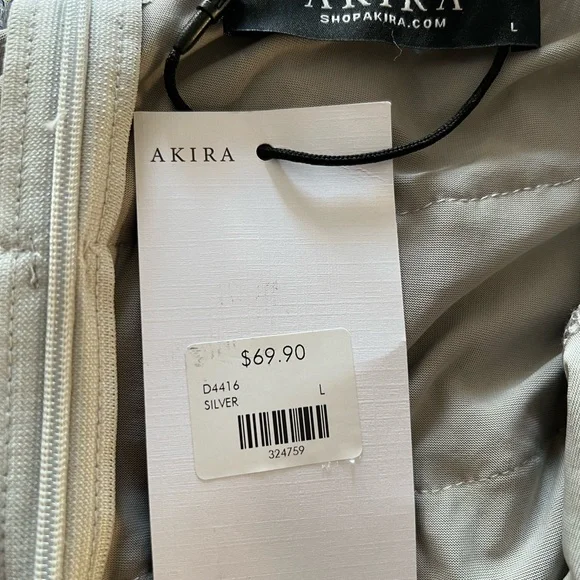 AKIRA
SHOPAKIRA.COM
L
AKIRA
$69.90
D4416
SILVER L
324759